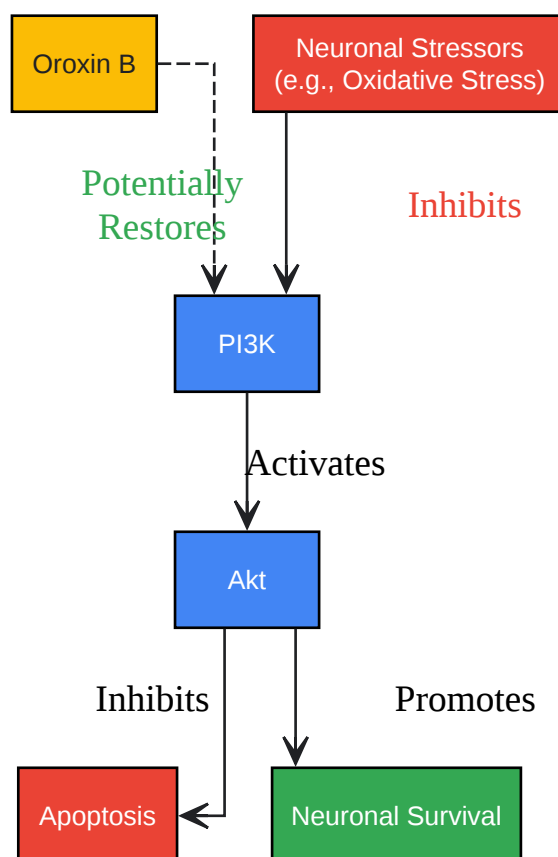 Oroxin B
Neuronal Stressors
(e.g., Oxidative Stress)
Potentially
Restores
Inhibits
PI3K
Activates
Akt
Inhibits
Promotes
Apoptosis
Neuronal Survival